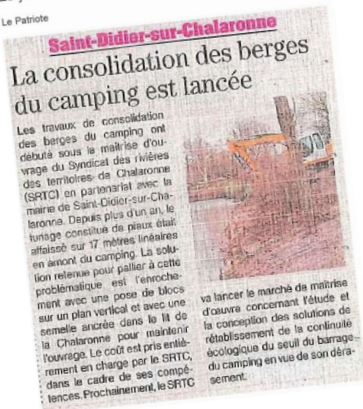 Le Patriote
Saint-Didier-sur-Chalaronne
La consolidation des berges
du camping est lancée
Les travaux de consolidation
des berges du camping ont
débuté sous la maîtrise d'ou-
vrage du Syndicat des rivières
des territoires de Chalaronne
(SRTC) en partenariat avec la
mairie de Saint-Didier-sur-Cha-
laronne. Depuis plus d'un an, le
tunage constitué de pieux était
affaissé sur 17 mètres linéaires
en amont du camping. La solu-
tion retenue pour pallier à cette
problématique est l'enroche-
ment avec une pose de blocs
sur un plan vertical et avec une
semelle ancrée dans le lit de
la Chalaronne pour maintenir
l'ouvrage. Le coût est pris entiè-
rement en charge par le SRTC,
dans le cadre de ses compé-
tences. Prochainement, le SRTC
va lancer le marché de maîtrise
d'œuvre concernant l'étude et
la conception des solutions de
rétablissement de la continuité
écologique du seuil du barrage
du camping en vue de son déra-
sement.